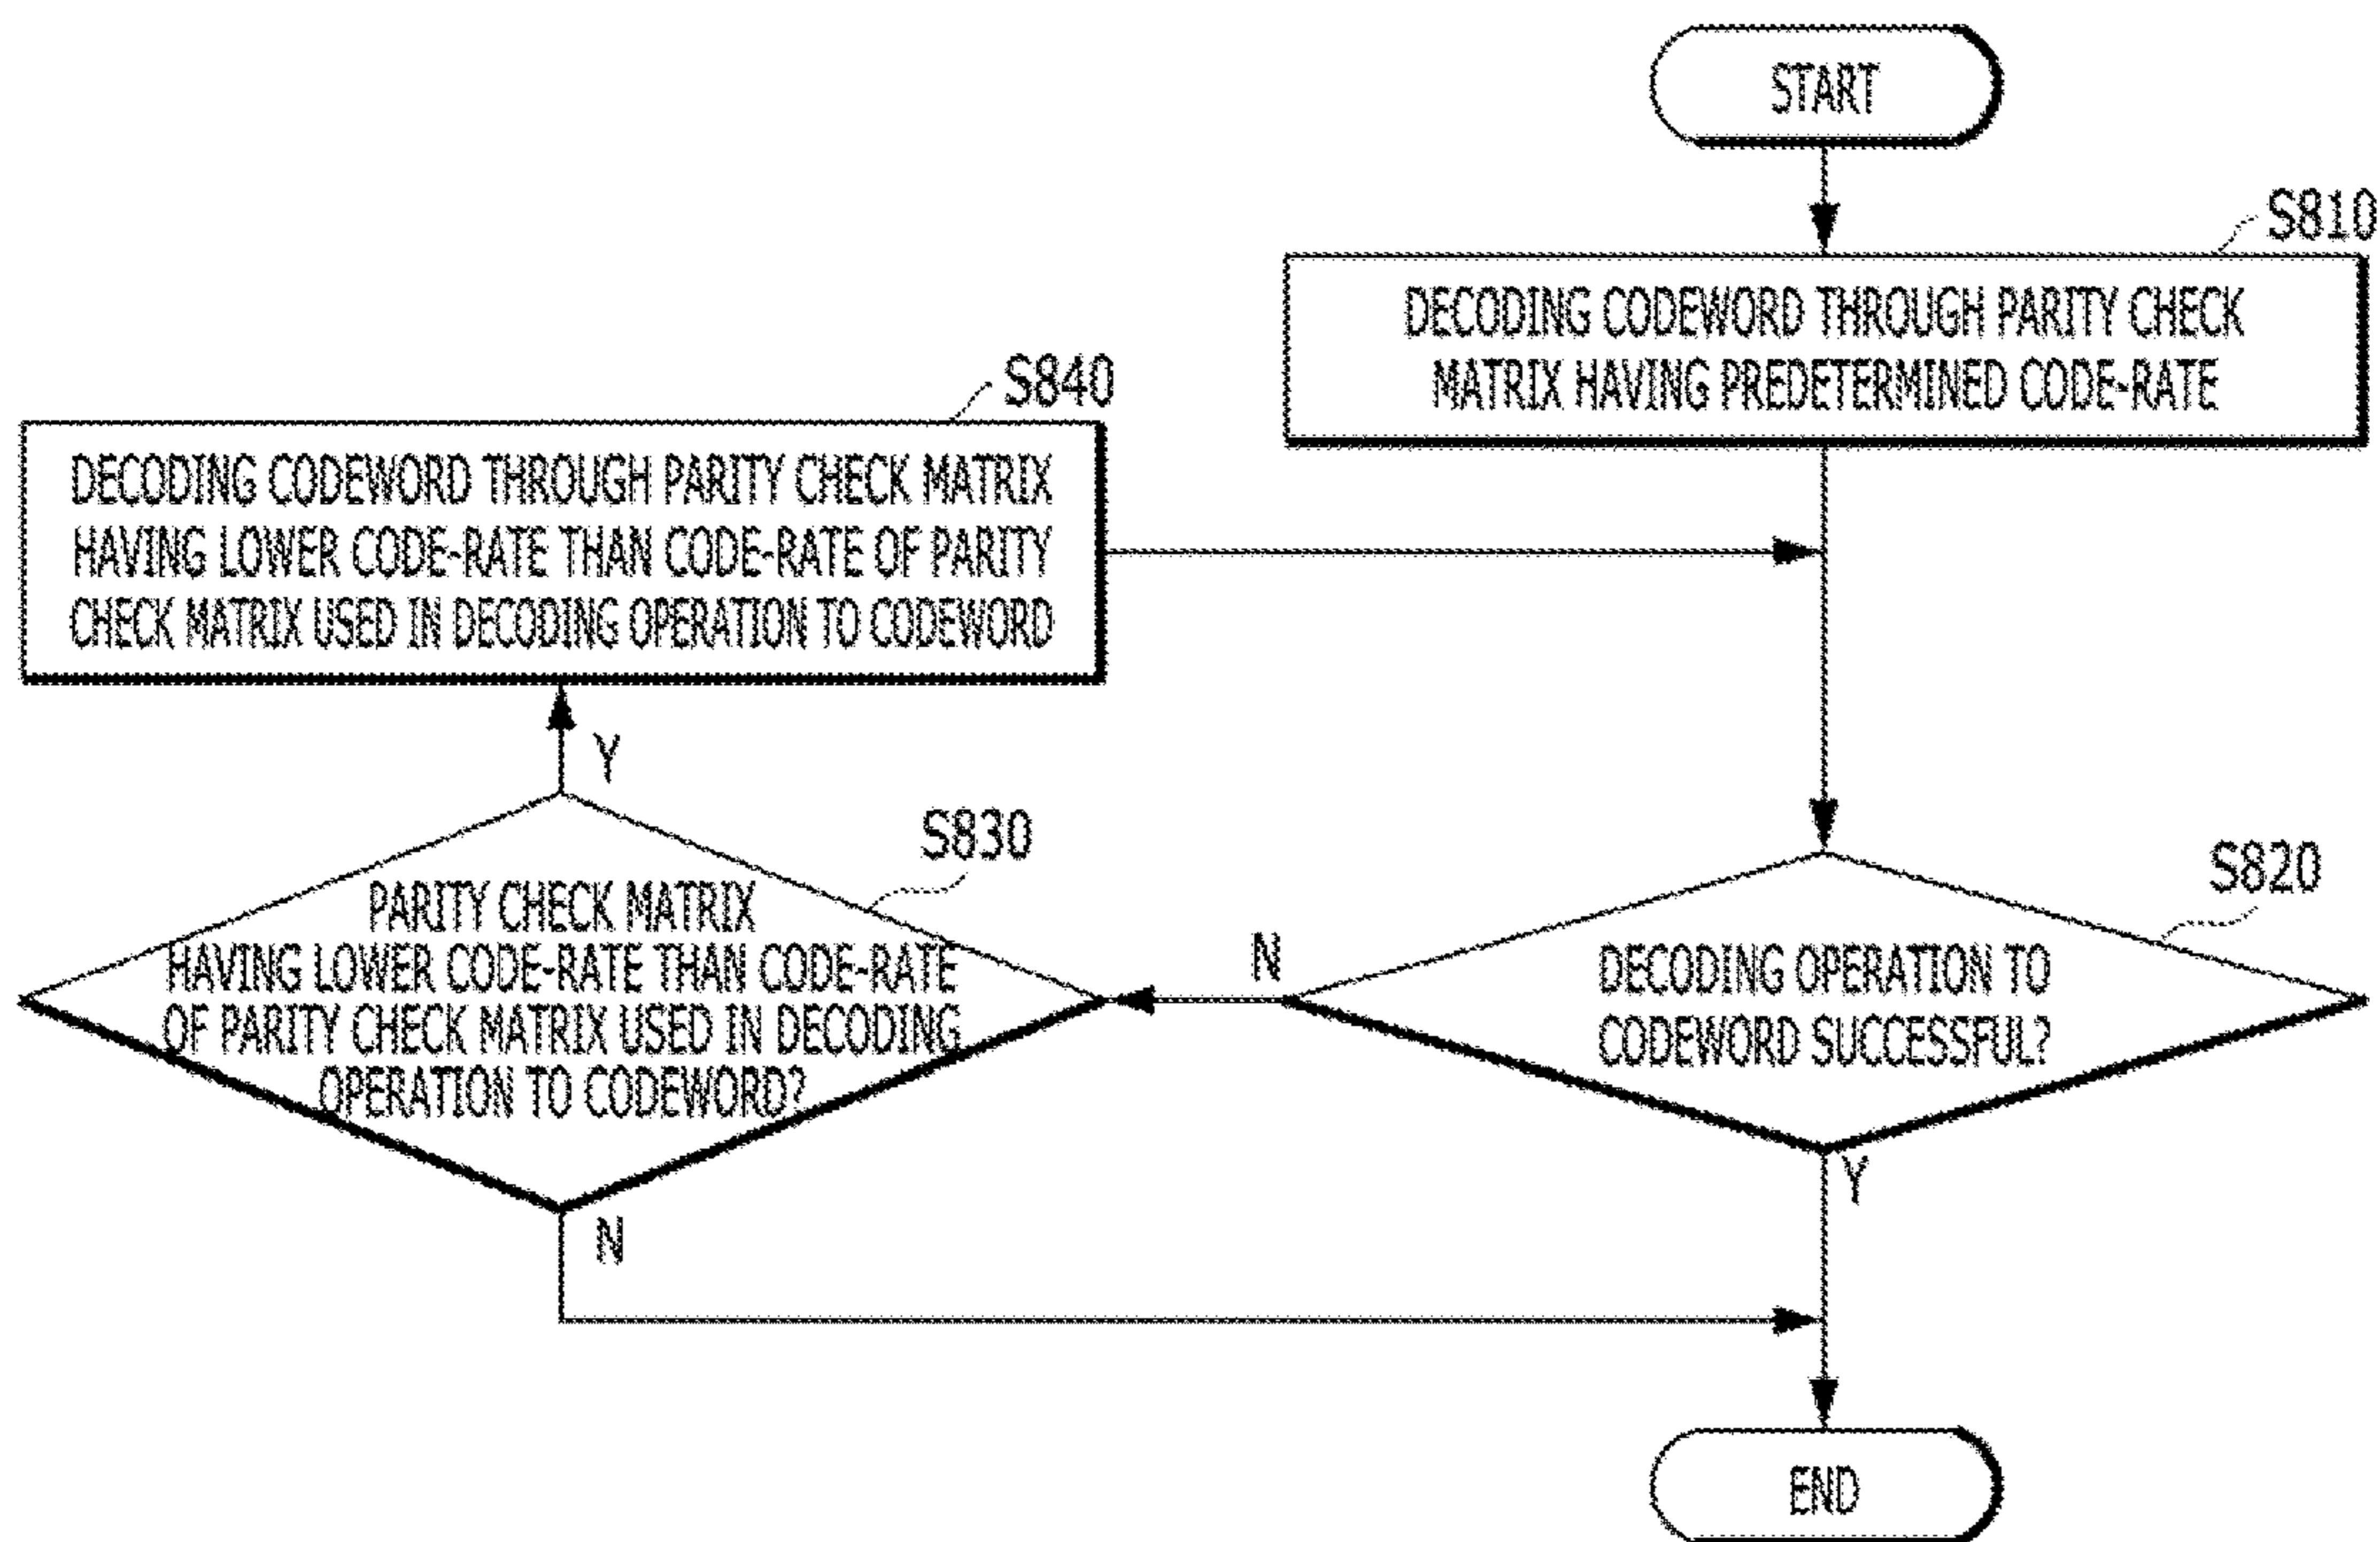 START
S810
DECODING CODEWORD THROUGH PARITY CHECK
MATRIX HAVING PREDETERMINED CODE-RATE
S840
DECODING CODEWORD THROUGH PARITY CHECK MATRIX
HAVING LOWER CODE-RATE THAN CODE-RATE OF PARITY
CHECK MATRIX USED IN DECODING OPERATION TO CODEWORD
Y
S830
PARITY CHECK MATRIX
HAVING LOWER CODE-RATE THAN CODE-RATE
OF PARITY CHECK MATRIX USED IN DECODING
OPERATION TO CODEWORD?
N
S820
DECODING OPERATION TO
CODEWORD SUCCESSFUL?
N
Y
END